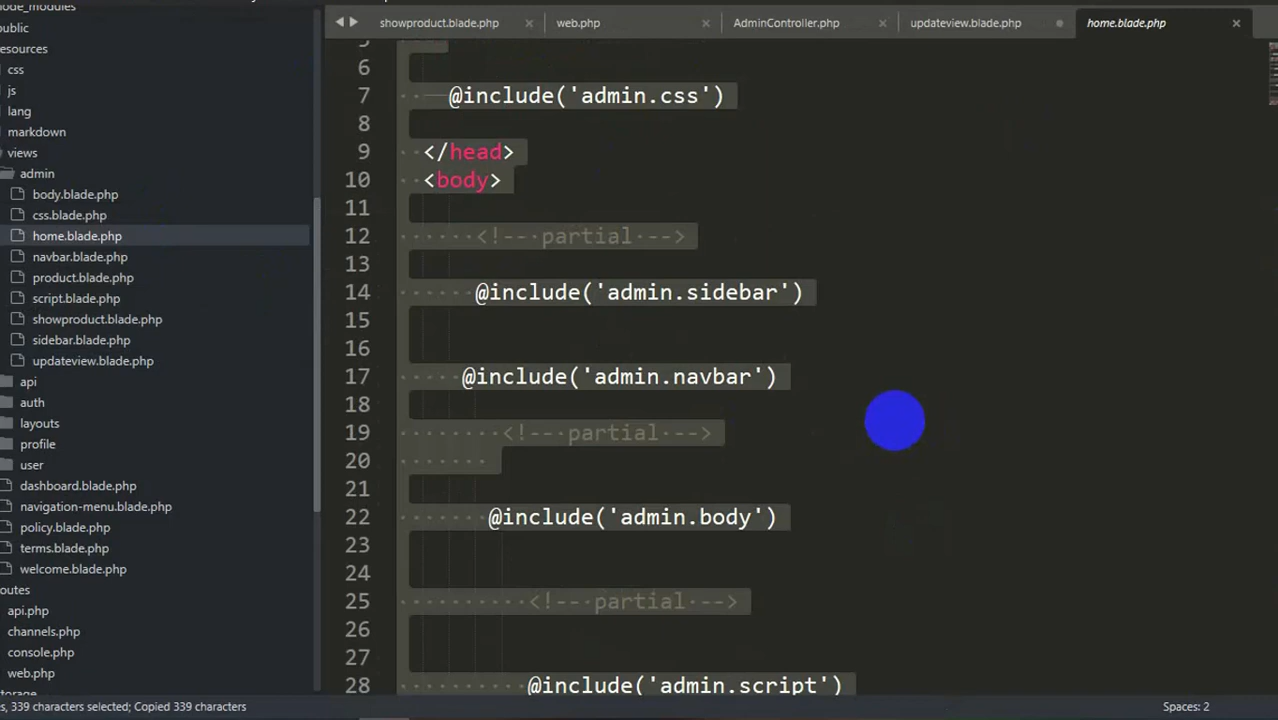 node_modules
public
esources
css
js
lang
markdown
views
admin
body.blade.php
css.blade.php
home.blade.php
navbar.blade.php
product.blade.php
script.blade.php
showproduct.blade.php
sidebar.blade.php
updateview.blade.php
api
auth
layouts
profile
user
dashboard.blade.php
navigation-menu.blade.php
policy.blade.php
terms.blade.php
welcome.blade.php
outes
api.php
channels.php
console.php
web.php
storage
showproduct.blade.php × web.php × AdminController.php × updateview.blade.php home.blade.php ×
5
6
7 @include('admin.css')
8
9 </head>
10 <body>
11
12 <!-- partial -->
13
14 @include('admin.sidebar')
15
16
17 @include('admin.navbar')
18
19 <!-- partial -->
20
21
22 @include('admin.body')
23
24
25 <!-- partial -->
26
27
28 @include('admin.script')
s, 339 characters selected; Copied 339 characters
Spaces: 2